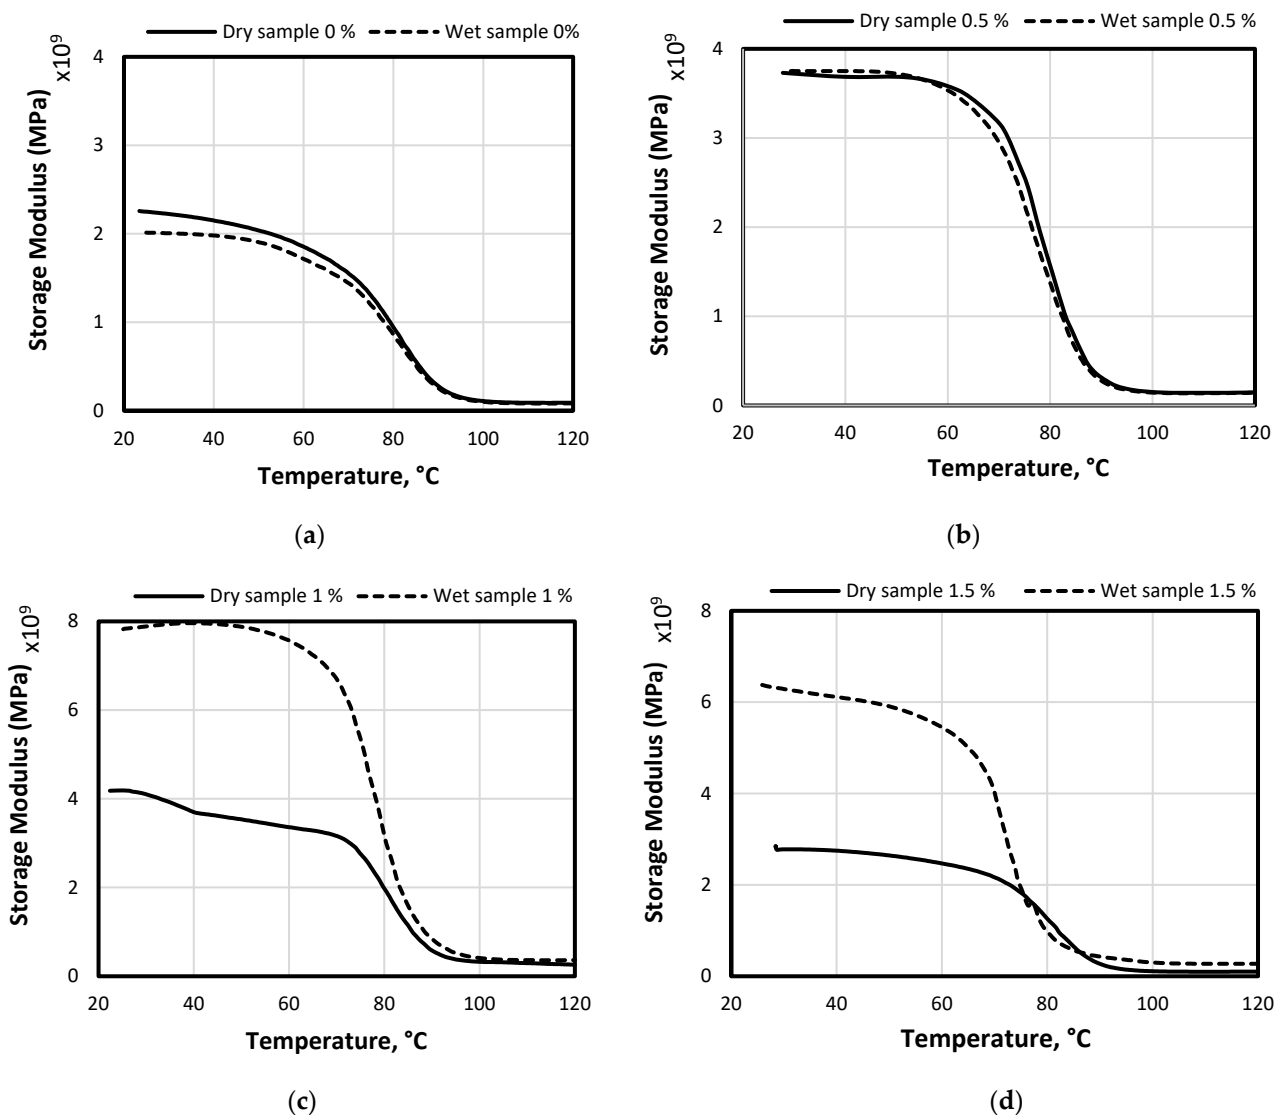 Dry sample 0 % Wet sample 0%
x10⁹
Storage Modulus (MPa)
4
3
2
1
0
20 40 60 80 100 120
Temperature, °C
(a)
Dry sample 0.5 % Wet sample 0.5 %
x10⁹
Storage Modulus (MPa)
4
3
2
1
0
20 40 60 80 100 120
Temperature, °C
(b)
Dry sample 1 % Wet sample 1 %
x10⁹
Storage Modulus (MPa)
8
6
4
2
0
20 40 60 80 100 120
Temperature, °C
(c)
Dry sample 1.5 % Wet sample 1.5 %
x10⁹
Storage Modulus (MPa)
8
6
4
2
0
20 40 60 80 100 120
Temperature, °C
(d)